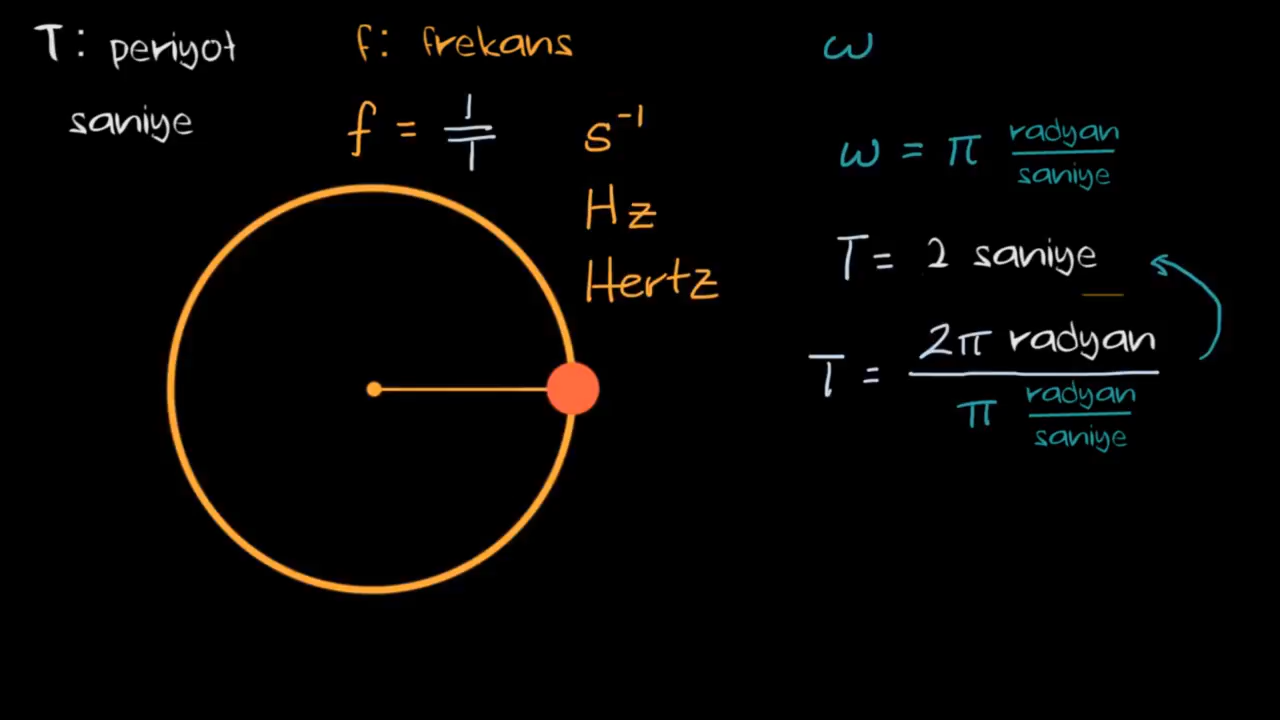 T: periyot
saniye
f: frekans
f = 1/T
s⁻¹
Hz
Hertz
ω
ω = π radyan/saniye
T = 2 saniye
T = 2π radyan / π radyan/saniye